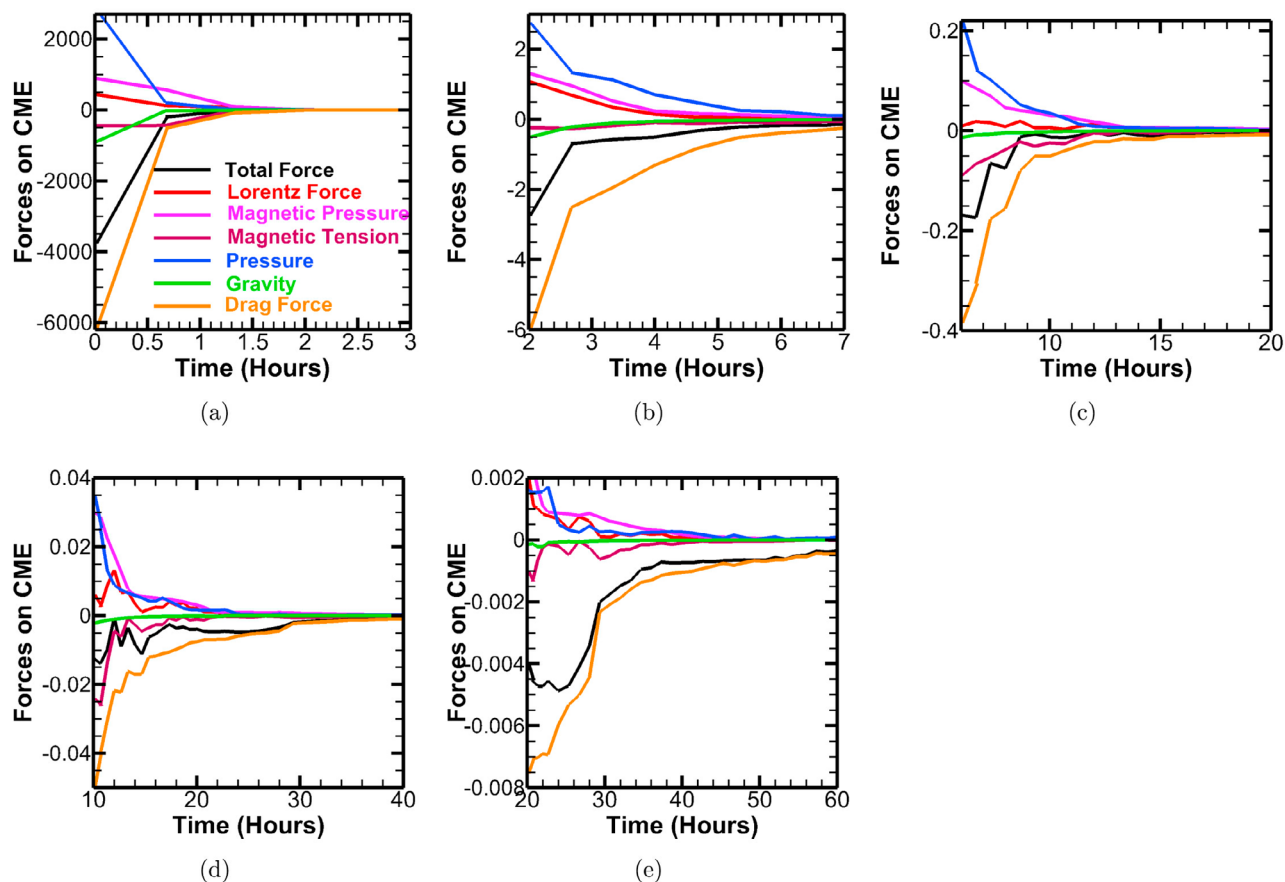 Forces on CME
2000
0
-2000
-4000
-6000
Total Force
Lorentz Force
Magnetic Pressure
Magnetic Tension
Pressure
Gravity
Drag Force
0 0.5 1 1.5 2 2.5 3
Time (Hours)
(a)
Forces on CME
2
0
-2
-4
-6
2 3 4 5 6 7
Time (Hours)
(b)
Forces on CME
0.2
0
-0.2
-0.4
10 15 20
Time (Hours)
(c)
Forces on CME
0.04
0.02
0
-0.02
-0.04
10 20 30 40
Time (Hours)
(d)
Forces on CME
0.002
0
-0.002
-0.004
-0.006
-0.008
20 30 40 50 60
Time (Hours)
(e)